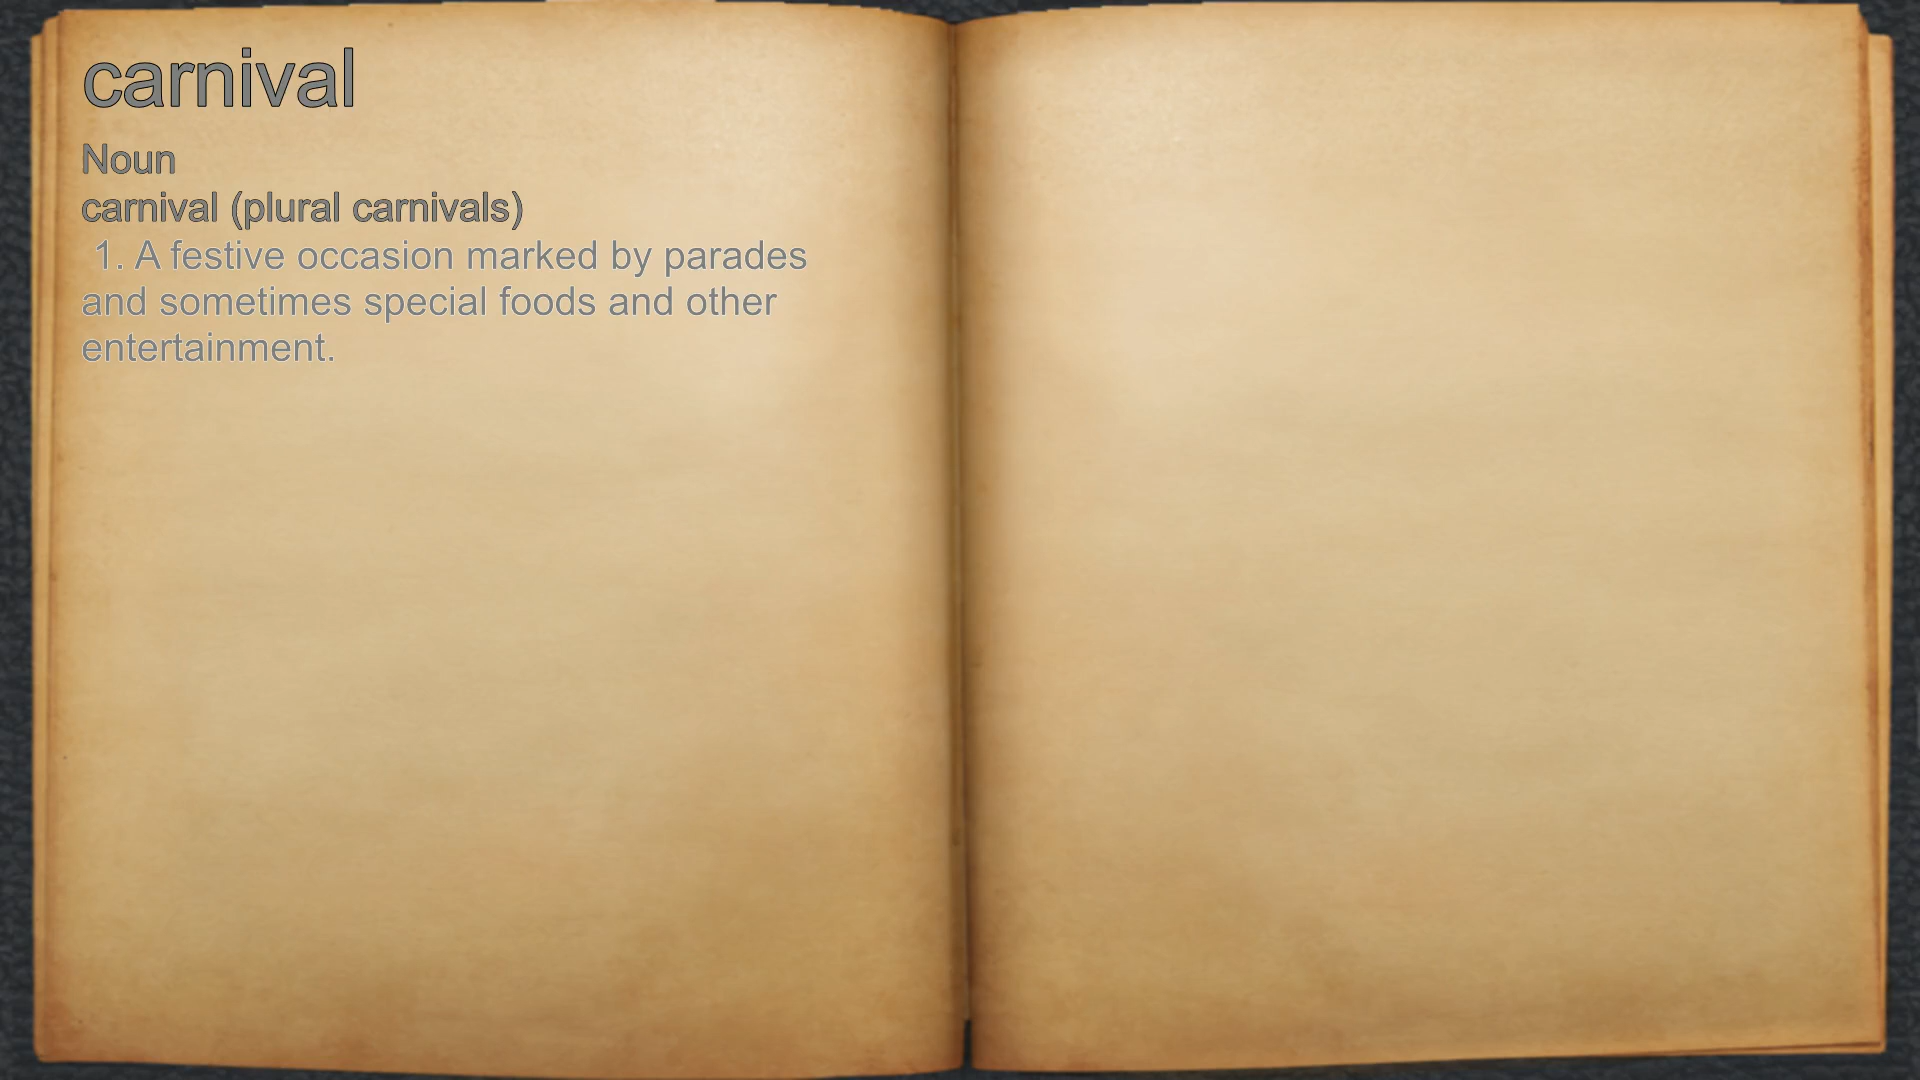 carnival
Noun
carnival (plural carnivals)
1. A festive occasion marked by parades
and sometimes special foods and other
entertainment.